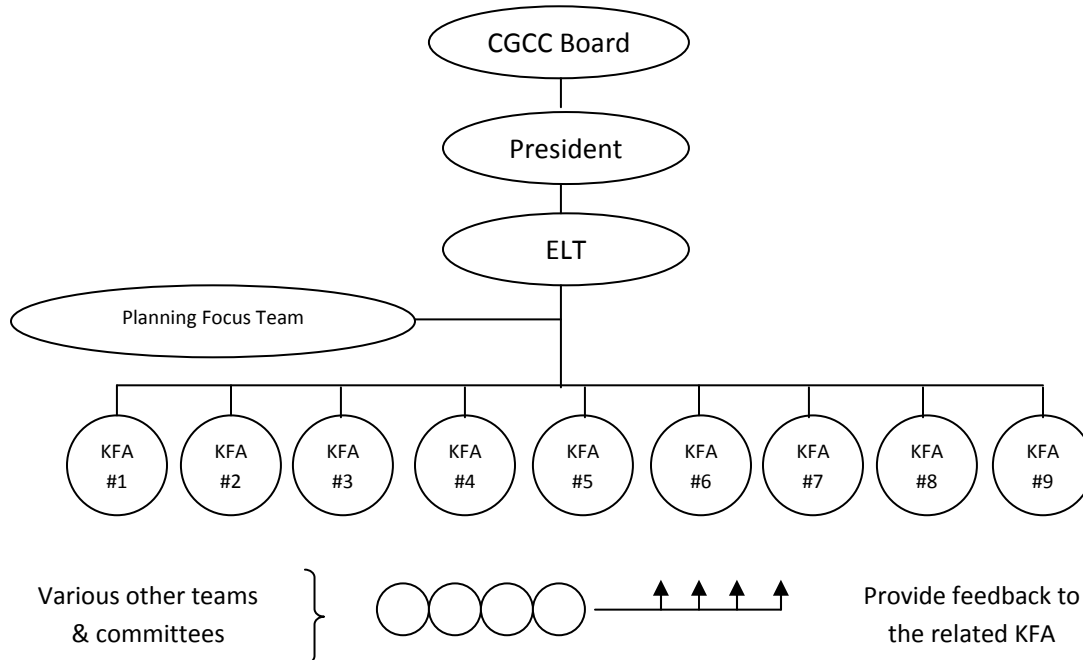 CGCC Board
President
ELT
Planning Focus Team
KFA
#1
KFA
#2
KFA
#3
KFA
#4
KFA
#5
KFA
#6
KFA
#7
KFA
#8
KFA
#9
Various other teams
& committees
Provide feedback to
the related KFA